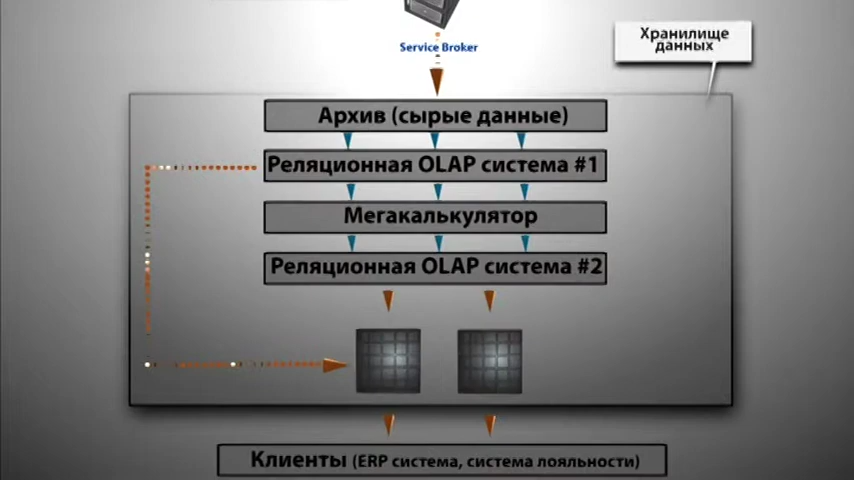 Service Broker
Хранилище
данных
Архив (сырые данные)
Реляционная OLAP система #1
Мегакалькулятор
Реляционная OLAP система #2
Клиенты (ERP система, система лояльности)